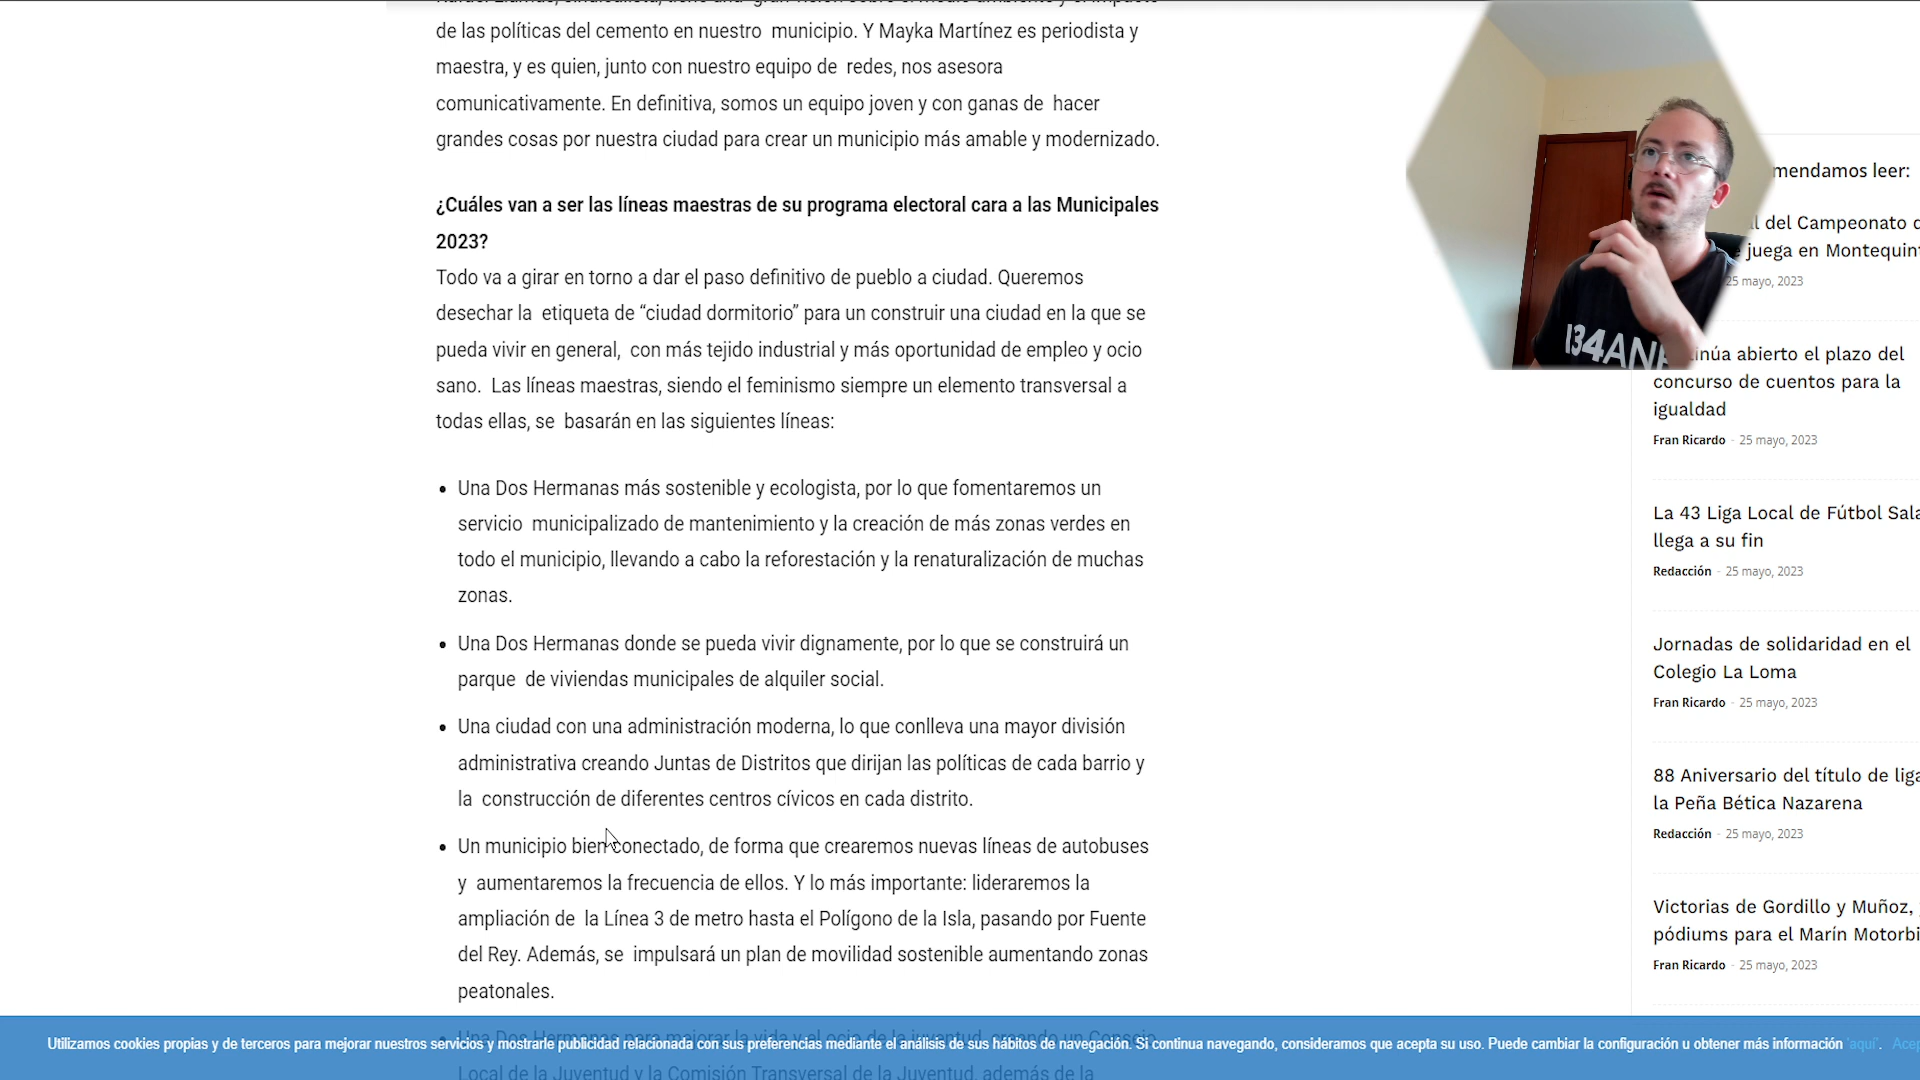 de las políticas del cemento en nuestro municipio. Y Mayka Martínez es periodista y
maestra, y es quien, junto con nuestro equipo de redes, nos asesora
comunicativamente. En definitiva, somos un equipo joven y con ganas de hacer
grandes cosas por nuestra ciudad para crear un municipio más amable y modernizado.
¿Cuáles van a ser las líneas maestras de su programa electoral cara a las Municipales
2023?
Todo va a girar en torno a dar el paso definitivo de pueblo a ciudad. Queremos
desechar la etiqueta de “ciudad dormitorio” para un construir una ciudad en la que se
pueda vivir en general, con más tejido industrial y más oportunidad de empleo y ocio
sano. Las líneas maestras, siendo el feminismo siempre un elemento transversal a
todas ellas, se basarán en las siguientes líneas:
• Una Dos Hermanas más sostenible y ecologista, por lo que fomentaremos un
servicio municipalizado de mantenimiento y la creación de más zonas verdes en
todo el municipio, llevando a cabo la reforestación y la renaturalización de muchas
zonas.
• Una Dos Hermanas donde se pueda vivir dignamente, por lo que se construirá un
parque de viviendas municipales de alquiler social.
• Una ciudad con una administración moderna, lo que conlleva una mayor división
administrativa creando Juntas de Distritos que dirijan las políticas de cada barrio y
la construcción de diferentes centros cívicos en cada distrito.
• Un municipio bien conectado, de forma que crearemos nuevas líneas de autobuses
y aumentaremos la frecuencia de ellos. Y lo más importante: lideraremos la
ampliación de la Línea 3 de metro hasta el Polígono de la Isla, pasando por Fuente
del Rey. Además, se impulsará un plan de movilidad sostenible aumentando zonas
peatonales.
• Una Dos Hermanas para mejorar la vida y el ocio de la juventud, creando un Consejo
Local de la Juventud y la Comisión Transversal de la Juventud, además de la
mendamos leer:
del Campeonato
juega en Montequin
25 mayo, 2023
inúa abierto el plazo del
concurso de cuentos para la
igualdad
Fran Ricardo - 25 mayo, 2023
La 43 Liga Local de Fútbol Sala
llega a su fin
Redacción - 25 mayo, 2023
Jornadas de solidaridad en el
Colegio La Loma
Fran Ricardo - 25 mayo, 2023
88 Aniversario del título de liga
la Peña Bética Nazarena
Redacción - 25 mayo, 2023
Victorias de Gordillo y Muñoz,
pódiums para el Marín Motorbi
Fran Ricardo - 25 mayo, 2023
Utilizamos cookies propias y de terceros para mejorar nuestros servicios y mostrarle publicidad relacionada con sus preferencias mediante el análisis de sus hábitos de navegación. Si continua navegando, consideramos que acepta su uso. Puede cambiar la configuración u obtener más información 'aquí'. Acep